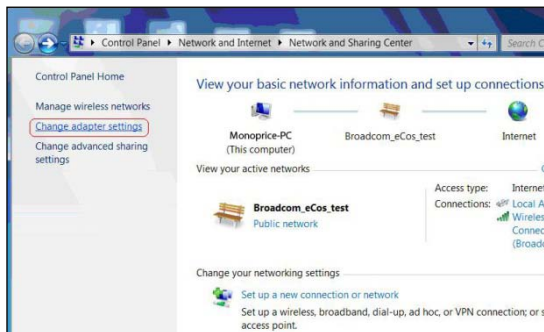 Control Panel ▸ Network and Internet ▸ Network and Sharing Center
Search C
Control Panel Home
Manage wireless networks
Change adapter settings
Change advanced sharing
settings
View your basic network information and set up connections
Monoprice-PC
(This computer)
Broadcom_eCos_test
Internet
View your active networks
Broadcom_eCos_test
Public network
Access type: Internet
Connections: Local A
Wireles
Connec
(Broadc
Change your networking settings
Set up a new connection or network
Set up a wireless, broadband, dial-up, ad hoc, or VPN connection; or s
access point.